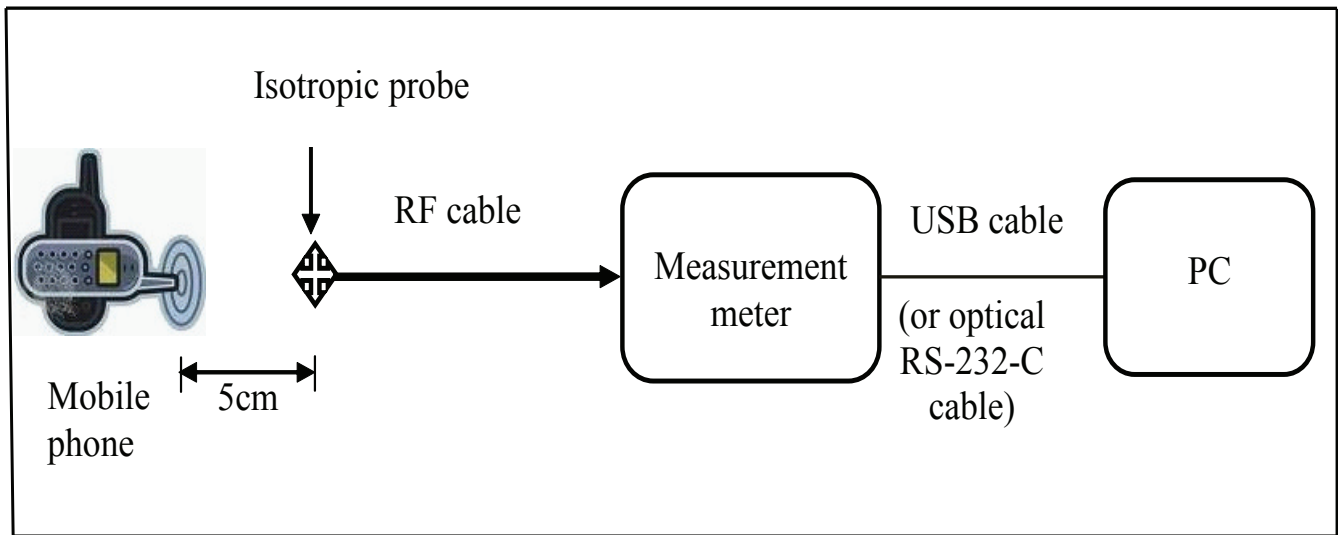 Isotropic probe
RF cable
USB cable
Measurement
meter
PC
(or optical
RS-232-C
cable)
5cm
Mobile
phone